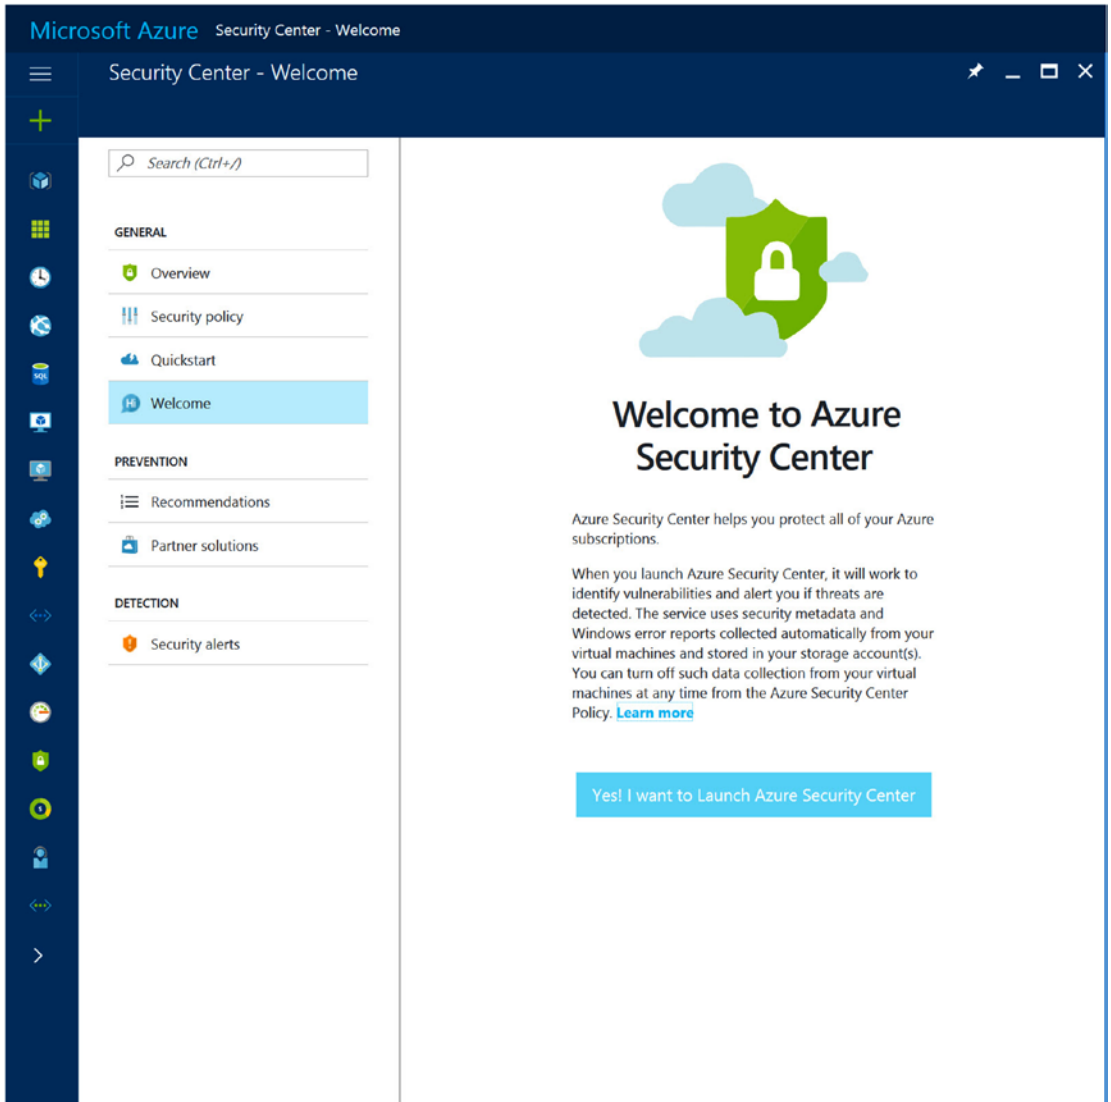 Microsoft Azure Security Center - Welcome
Security Center - Welcome
Search (Ctrl+/)
GENERAL
Overview
Security policy
Quickstart
Hi Welcome
PREVENTION
Recommendations
Partner solutions
DETECTION
Security alerts
SQL
Welcome to Azure
Security Center
Azure Security Center helps you protect all of your Azure
subscriptions.
When you launch Azure Security Center, it will work to
identify vulnerabilities and alert you if threats are
detected. The service uses security metadata and
Windows error reports collected automatically from your
virtual machines and stored in your storage account(s).
You can turn off such data collection from your virtual
machines at any time from the Azure Security Center
Policy. Learn more
Yes! I want to Launch Azure Security Center